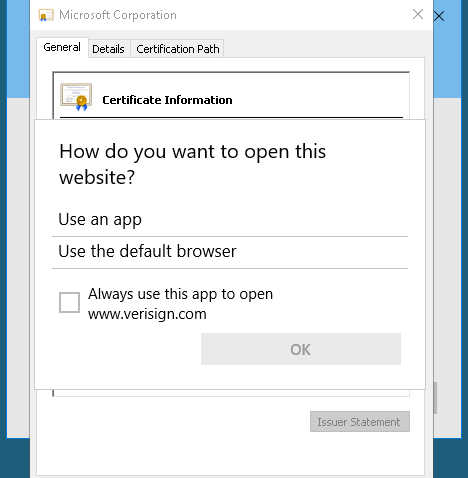 Microsoft Corporation
General Details Certification Path
Certificate Information
How do you want to open this
website?
Use an app
Use the default browser
Always use this app to open
www.verisign.com
OK
Issuer Statement